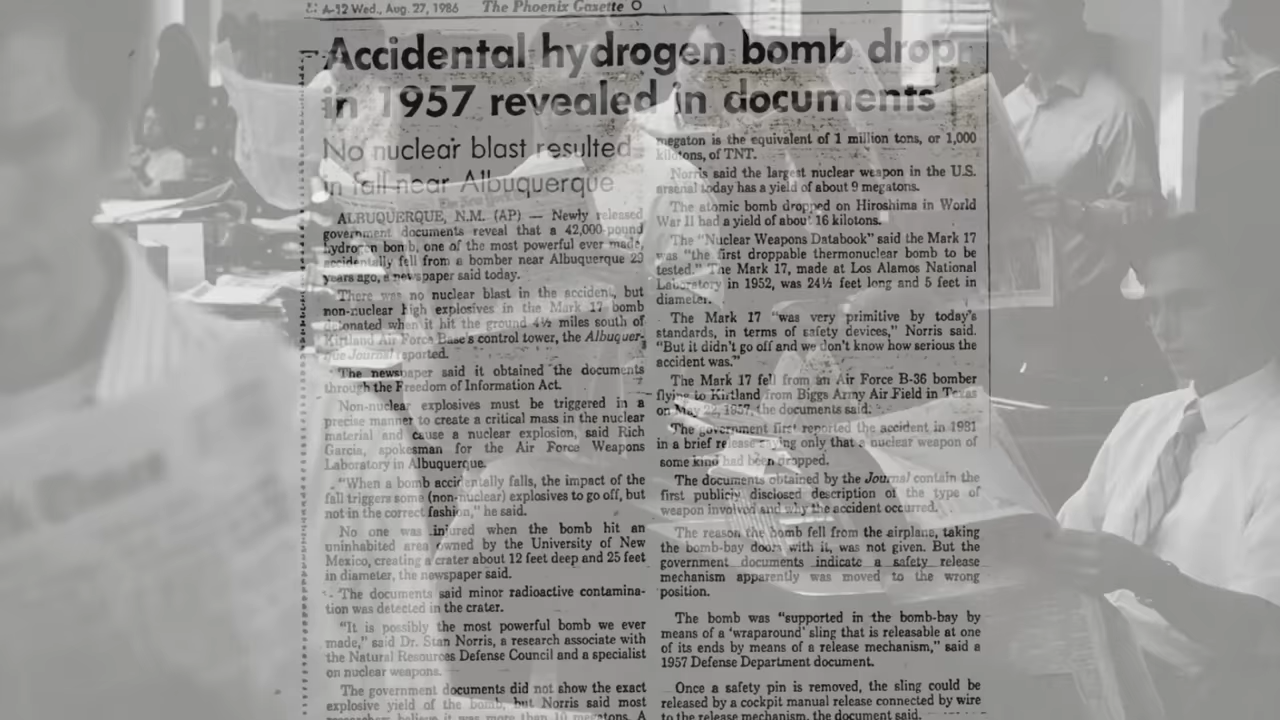 A-12 Wed., Aug. 27, 1986 The Phoenix Gazette O
Accidental hydrogen bomb drop
in 1957 revealed in documents
No nuclear blast resulted
in fall near Albuquerque
ALBUQUERQUE, N.M. (AP) — Newly released
government documents reveal that a 42,000-pound
hydrogen bomb, one of the most powerful ever made,
accidentally fell from a bomber near Albuquerque 29
years ago, a newspaper said today.
There was no nuclear blast in the accident, but
non-nuclear high explosives in the Mark 17 bomb
detonated when it hit the ground 4½ miles south of
Kirtland Air Force Base's control tower, the Albuquer-
que Journal reported.
The newspaper said it obtained the documents
through the Freedom of Information Act.
Non-nuclear explosives must be triggered in a
precise manner to create a critical mass in the nuclear
material and cause a nuclear explosion, said Rich
Garcia, spokesman for the Air Force Weapons
Laboratory in Albuquerque.
"When a bomb accidentally falls, the impact of the
fall triggers some (non-nuclear) explosives to go off, but
not in the correct fashion," he said.
No one was injured when the bomb hit an
uninhabited area owned by the University of New
Mexico, creating a crater about 12 feet deep and 25 feet
in diameter, the newspaper said.
The documents said minor radioactive contamina-
tion was detected in the crater.
"It is possibly the most powerful bomb we ever
made," said Dr. Stan Norris, a research associate with
the Natural Resources Defense Council and a specialist
on nuclear weapons.
The government documents did not show the exact
explosive yield of the bomb, but Norris said most
researchers believe it was more than 10 megatons. A
megaton is the equivalent of 1 million tons, or 1,000
kilotons, of TNT.
Norris said the largest nuclear weapon in the U.S.
arsenal today has a yield of about 9 megatons.
The atomic bomb dropped on Hiroshima in World
War II had a yield of about 16 kilotons.
The "Nuclear Weapons Databook" said the Mark 17
was "the first droppable thermonuclear bomb to be
tested." The Mark 17, made at Los Alamos National
Laboratory in 1952, was 24½ feet long and 5 feet in
diameter.
The Mark 17 "was very primitive by today's
standards, in terms of safety devices," Norris said.
"But it didn't go off and we don't know how serious the
accident was."
The Mark 17 fell from an Air Force B-36 bomber
flying to Kirtland from Biggs Army Air Field in Texas
on May 22, 1957, the documents said.
The government first reported the accident in 1981
in a brief release saying only that a nuclear weapon of
some kind had been dropped.
The documents obtained by the Journal contain the
first publicly disclosed description of the type of
weapon involved and why the accident occurred.
The reason the bomb fell from the airplane, taking
the bomb-bay doors with it, was not given. But the
government documents indicate a safety release
mechanism apparently was moved to the wrong
position.
The bomb was "supported in the bomb-bay by
means of a 'wraparound' sling that is releasable at one
of its ends by means of a release mechanism," said a
1957 Defense Department document.
Once a safety pin is removed, the sling could be
released by a cockpit manual release connected by wire
to the release mechanism, the document said.